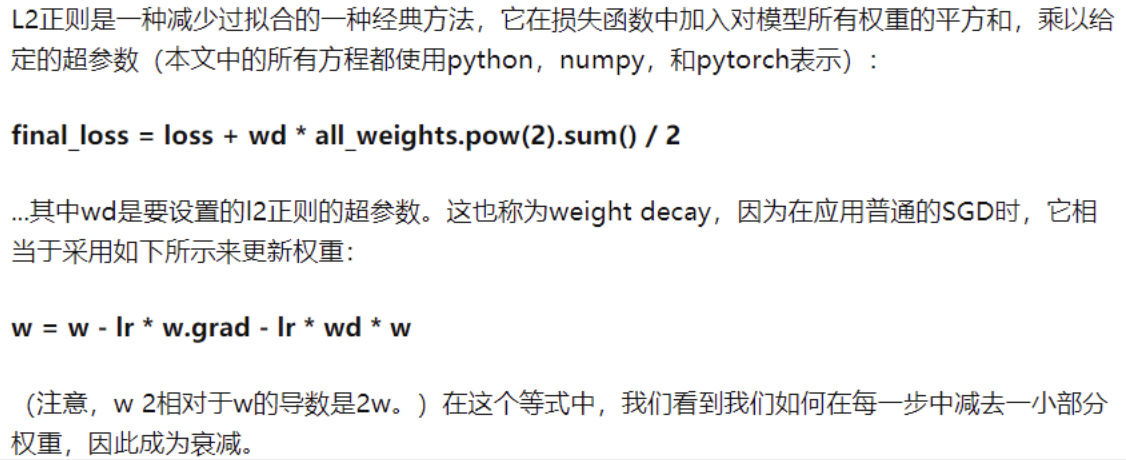 L2正则是一种减少过拟合的一种经典方法，它在损失函数中加入对模型所有权重的平方和，乘以给
定的超参数（本文中的所有方程都使用python，numpy，和pytorch表示）：
final_loss = loss + wd * all_weights.pow(2).sum() / 2
...其中wd是要设置的l2正则的超参数。这也称为weight decay，因为在应用普通的SGD时，它相
当于采用如下所示来更新权重：
w = w - lr * w.grad - lr * wd * w
（注意，w 2相对于w的导数是2w。）在这个等式中，我们看到我们如何在每一步中减去一小部分
权重，因此成为衰减。